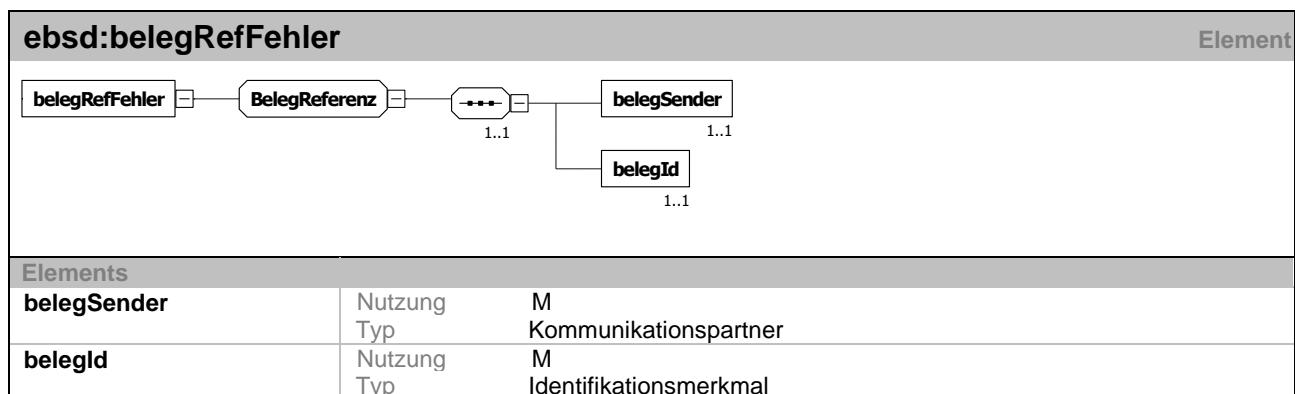 ebsd:belegRefFehler Element
belegRefFehler BelegReferenz belegSender
1..1 1..1
belegId
1..1
Elements
belegSender Nutzung M
Typ Kommunikationspartner
belegId Nutzung M
Typ Identifikationsmerkmal